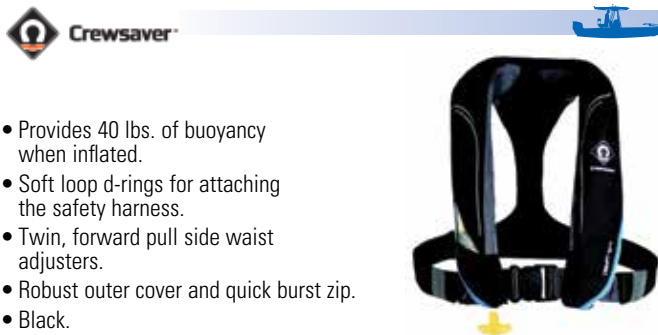 Crewsaver
• Provides 40 lbs. of buoyancy
when inflated.
• Soft loop d-rings for attaching
the safety harness.
• Twin, forward pull side waist
adjusters.
• Robust outer cover and quick burst zip.
• Black.